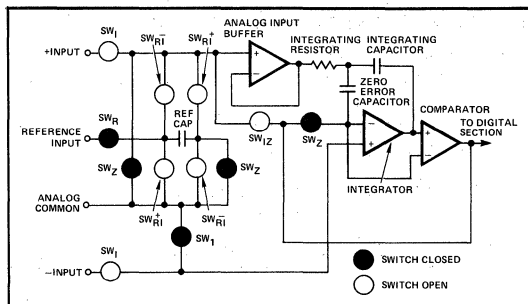 ANALOG INPUT
BUFFER
INTEGRATING
RESISTOR
INTEGRATING
CAPACITOR
+INPUT
SWI
SWRI−
SWRI+
ZERO
ERROR
CAPACITOR
COMPARATOR
TO DIGITAL
SECTION
REFERENCE
INPUT
SWR
REF
CAP
SWIZ
SWZ
INTEGRATOR
SWZ
SWZ
ANALOG
COMMON
SWRI+
SWRI−
SW1
−INPUT
SWI
SWITCH CLOSED
SWITCH OPEN